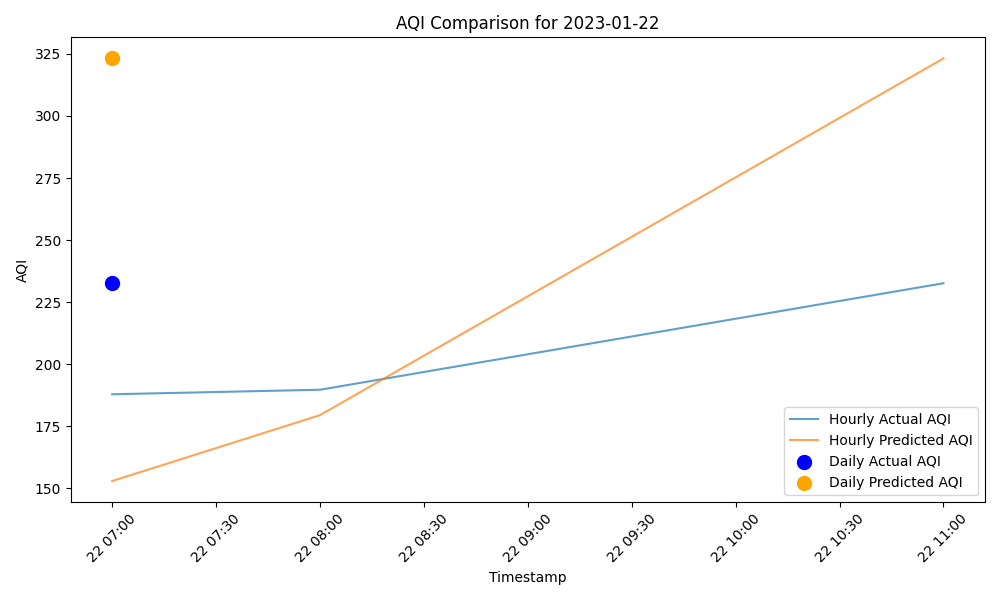 AQI Comparison for 2023-01-22
AQI
325
300
275
250
225
200
175
150
Hourly Actual AQI
Hourly Predicted AQI
Daily Actual AQI
Daily Predicted AQI
22 07:00
22 07:30
22 08:00
22 08:30
22 09:00
22 09:30
22 10:00
22 10:30
22 11:00
Timestamp